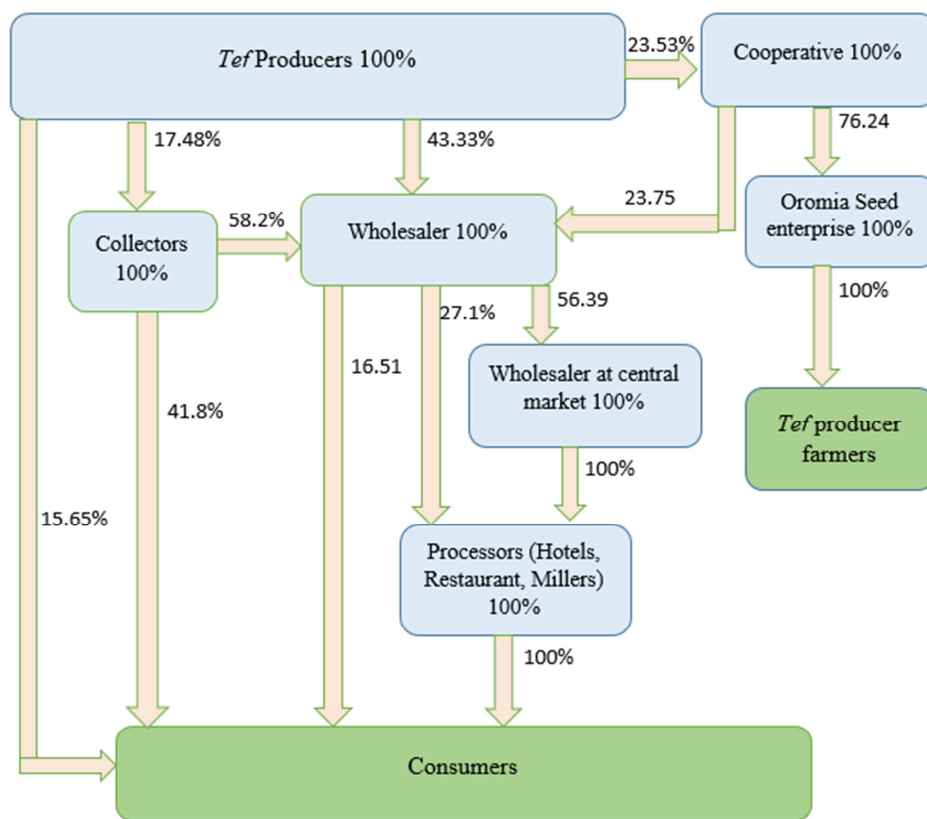 Tef Producers 100%
23.53%
Cooperative 100%
17.48%
43.33%
76.24
Collectors
100%
58.2%
Wholesaler 100%
23.75
Oromia Seed
enterprise 100%
16.51
27.1%
56.39
100%
41.8%
Wholesaler at central
market 100%
Tef producer
farmers
100%
15.65%
Processors (Hotels,
Restaurant, Millers)
100%
100%
Consumers